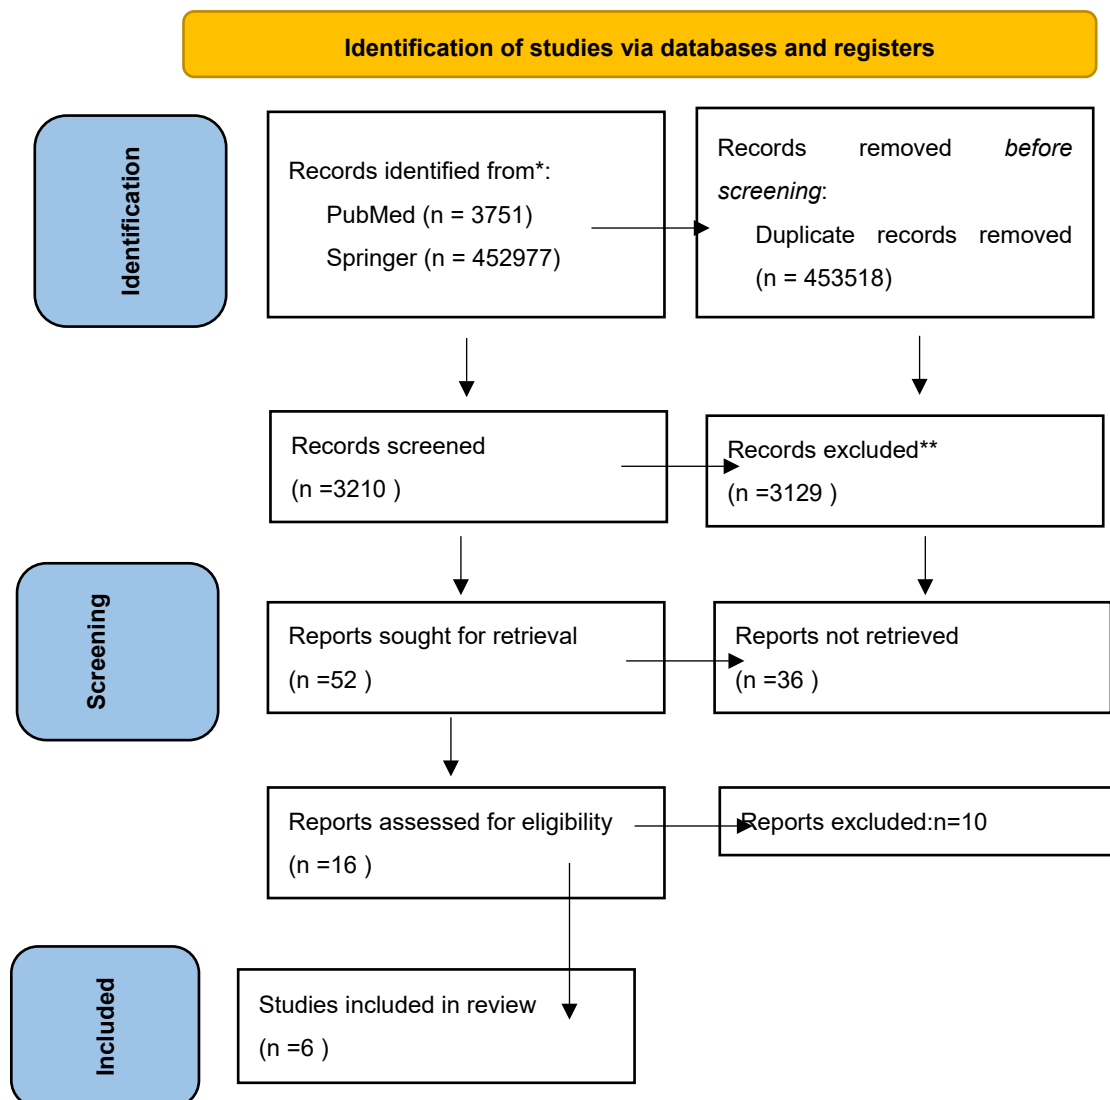 Identification of studies via databases and registers
Identification
Records identified from*:
PubMed (n = 3751)
Springer (n = 452977)
Records removed before
screening:
Duplicate records removed
(n = 453518)
Records screened
(n =3210 )
Records excluded**
(n =3129 )
Screening
Reports sought for retrieval
(n =52 )
Reports not retrieved
(n =36 )
Reports assessed for eligibility
(n =16 )
Reports excluded:n=10
Included
Studies included in review
(n =6 )